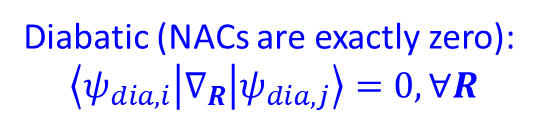 Diabatic (NACs are exactly zero):
⟨ψ_{dia,i}|∇_R|ψ_{dia,j}⟩ = 0, ∀R